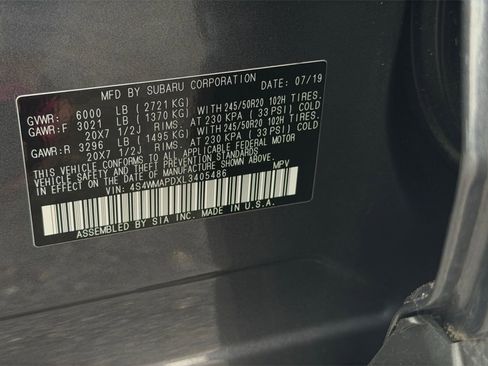 MFD BY SUBARU CORPORATION DATE: 07/19
GVWR: 6000 LB (2721 KG)
GAWR:F 3021 LB (1370 KG) WITH 245/50R20 102H TIRES.
20X7 1/2J RIMS. AT 230 KPA ( 33 PSI) COLD
GAWR:R 3296 LB (1495 KG) WITH 245/50R20 102H TIRES.
20X7 1/2J RIMS. AT 230 KPA ( 33 PSI) COLD
THIS VEHICLE CONFORMS TO ALL APPLICABLE FEDERAL MOTOR
VEHICLE SAFETY AND THEFT PREVENTION STANDARDS
IN EFFECT ON THE DATE OF MANUFACTURE SHOWN ABOVE.
VIN: 4S4WMAPDXL3405486 MPV
ASSEMBLED BY SIA INC. MADE IN U.S.A.